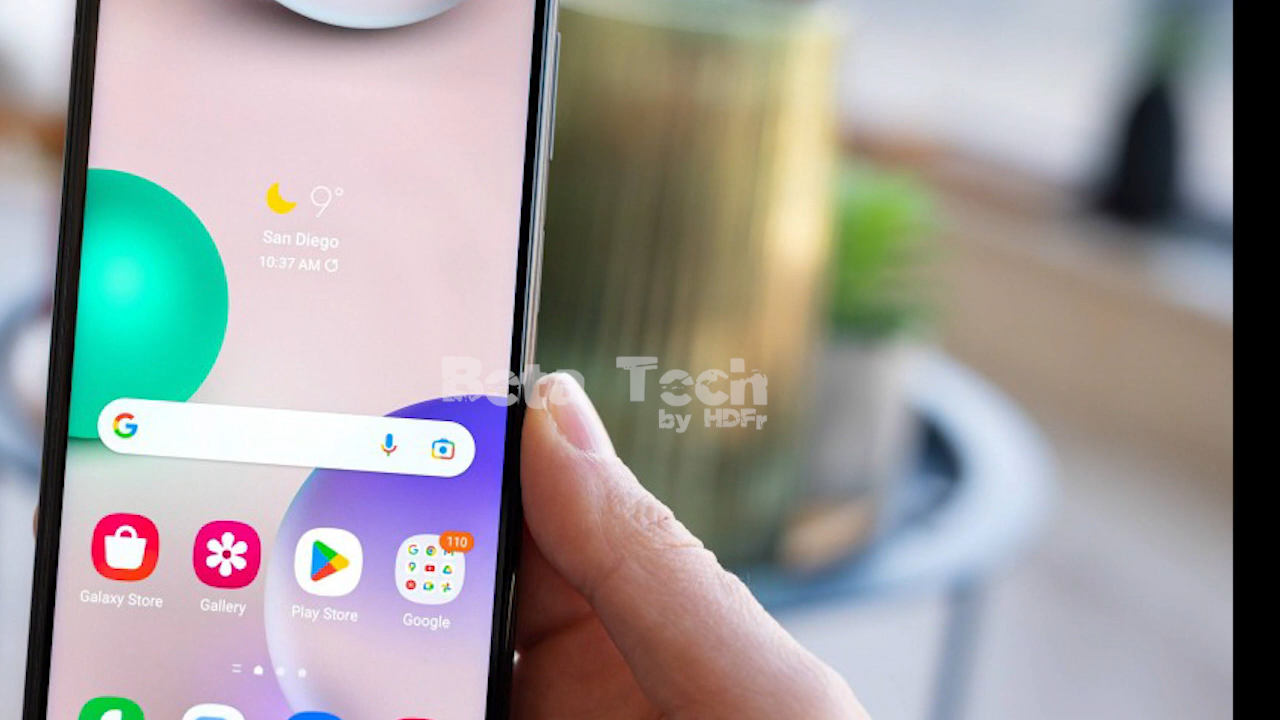 9°
San Diego
10:37 AM
Beta Tech
by HDFr
110
Galaxy Store
Gallery
Play Store
Google